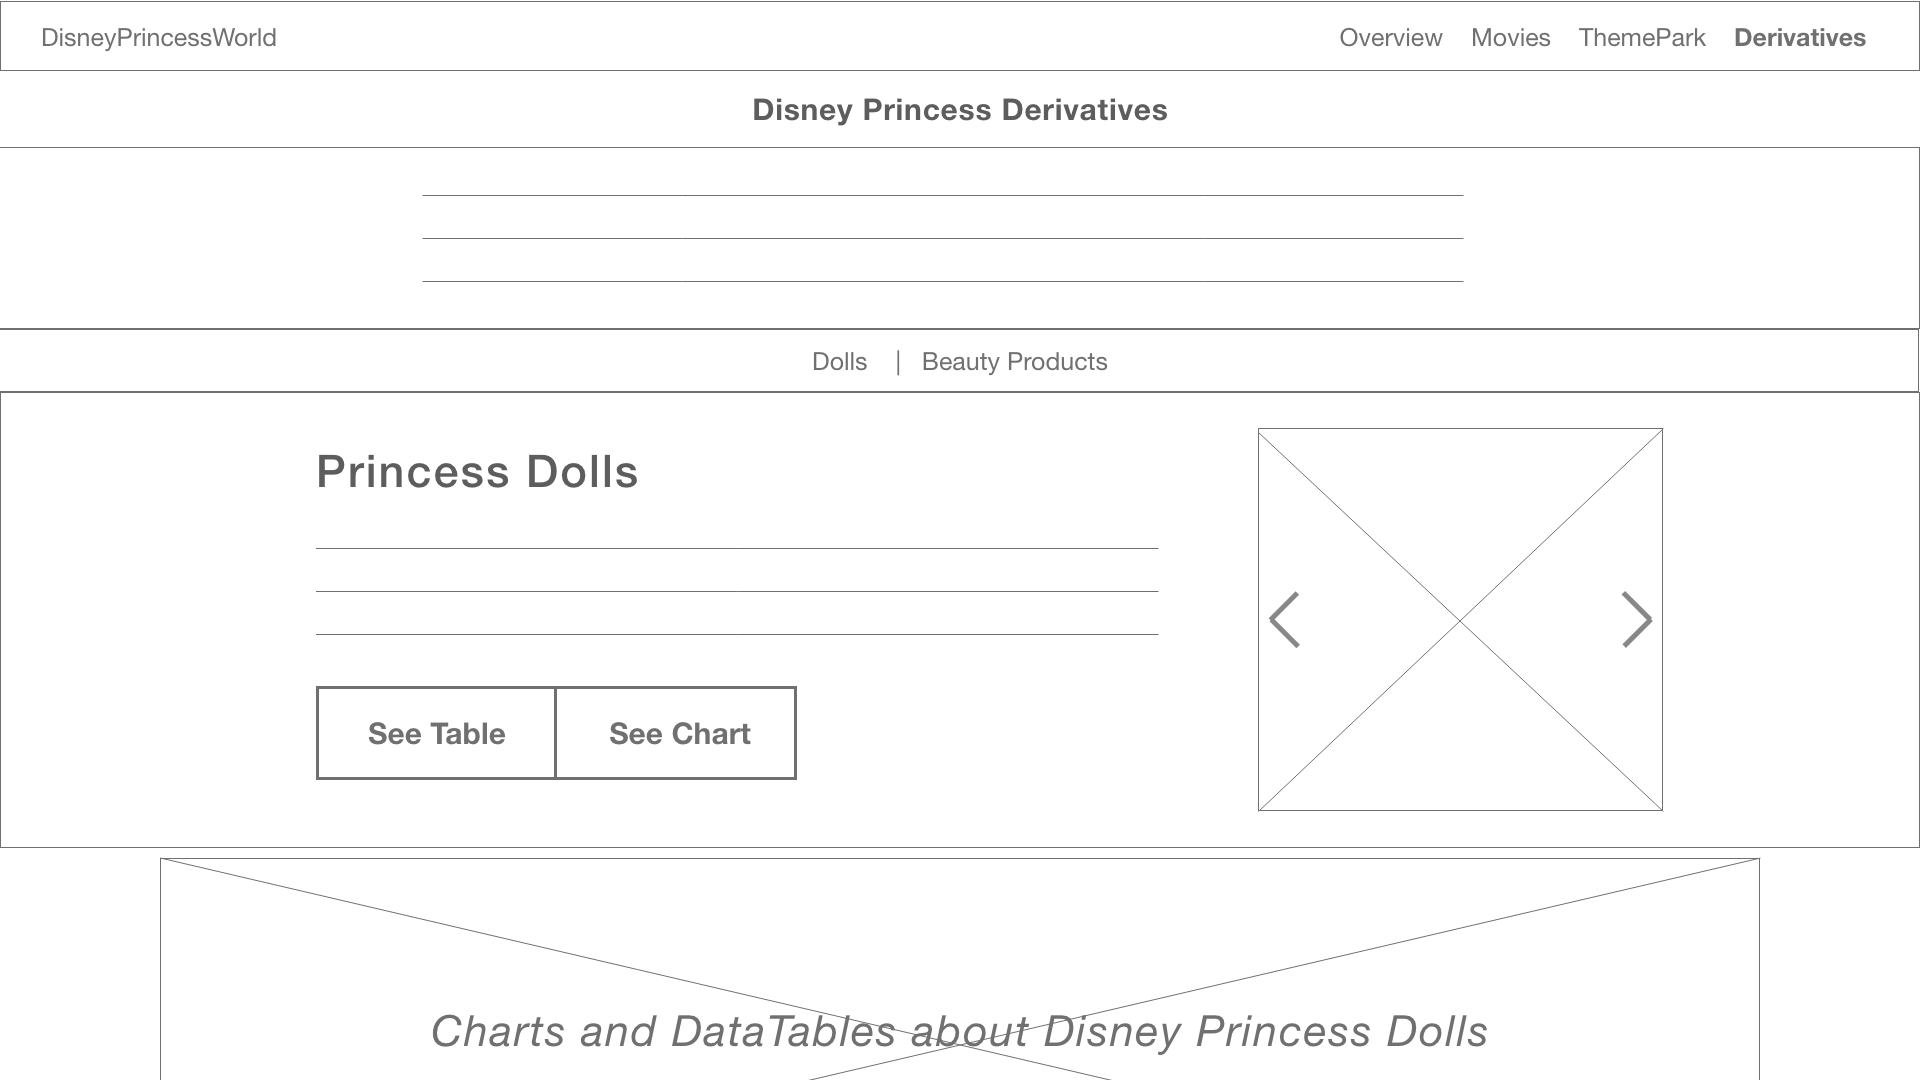 DisneyPrincessWorld Overview Movies ThemePark Derivatives
Disney Princess Derivatives
Dolls | Beauty Products
Princess Dolls
See Table See Chart
Charts and DataTables about Disney Princess Dolls